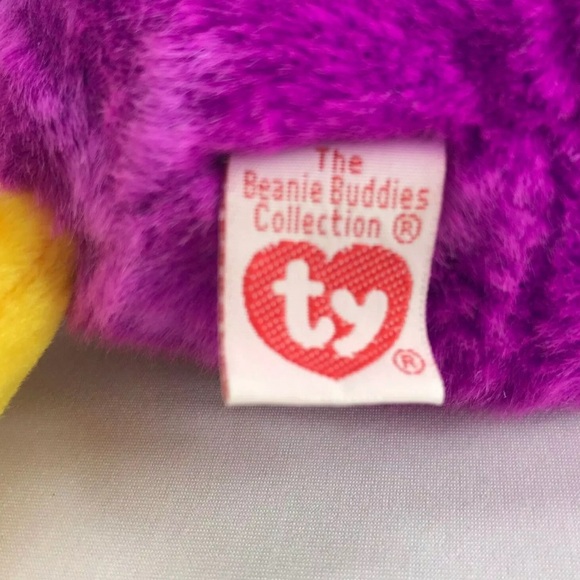 The
Beanie Buddies
Collection ®
ty
®